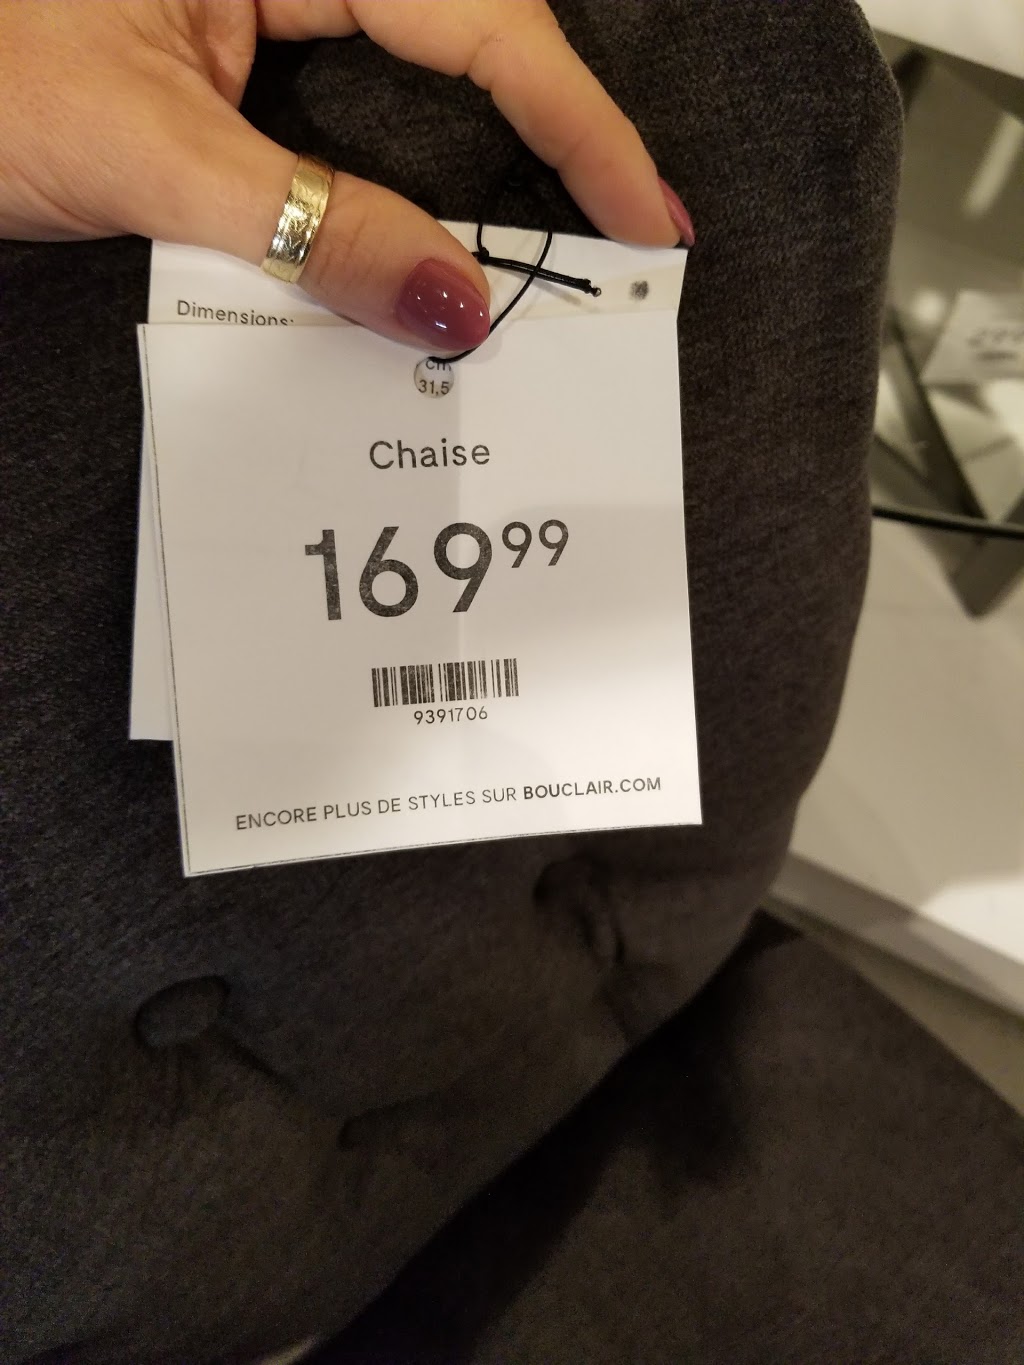 Dimensions:
cm
31,5
Chaise
169⁹⁹
9391706
ENCORE PLUS DE STYLES SUR BOUCLAIR.COM